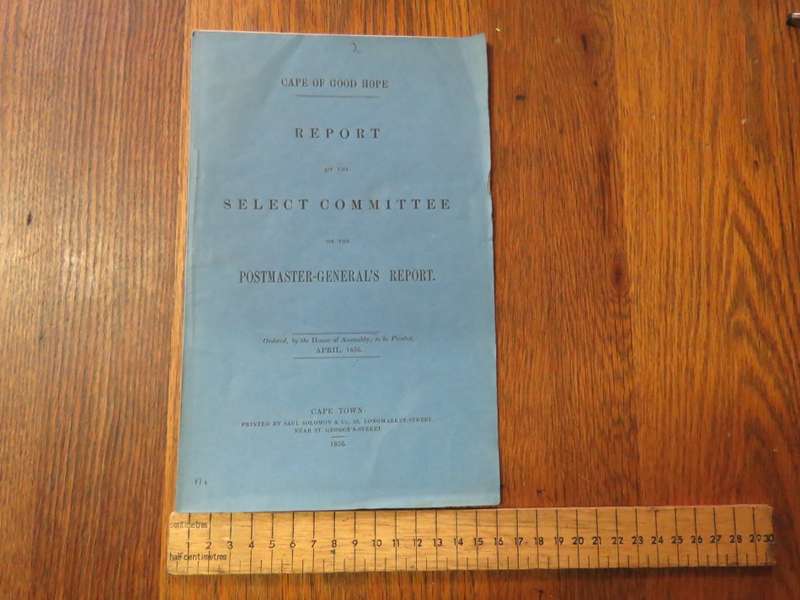 CAPE OF GOOD HOPE
REPORT
OF THE
SELECT COMMITTEE
ON THE
POSTMASTER-GENERAL'S REPORT.
Ordered, by the House of Assembly, to be Printed,
APRIL, 1856.
CAPE TOWN:
PRINTED BY SAUL SOLOMON & Co., LONGMARKET-STREET,
NEAR ST. GEORGE'S-STREET.
1856.
centimetres
1 2 3 4 5 6 7 8 9 10 11 12 13 14 15 16 17 18 19 20 21 22 23 24 25 26 27 28 29 30
half centimetres